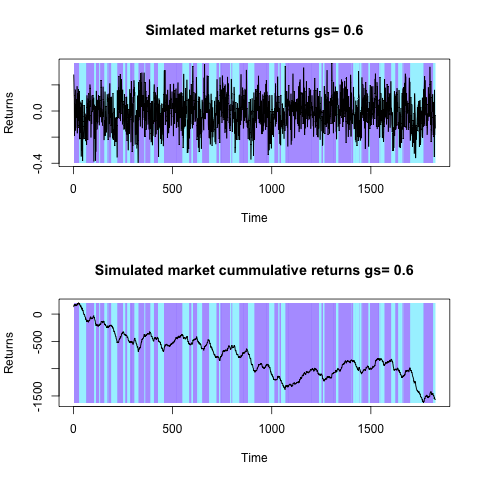 Simlated market returns gs= 0.6
Returns
0.0
-0.4
0
500
1000
1500
Time
Simulated market cummulative returns gs= 0.6
Returns
0
-500
-1500
0
500
1000
1500
Time